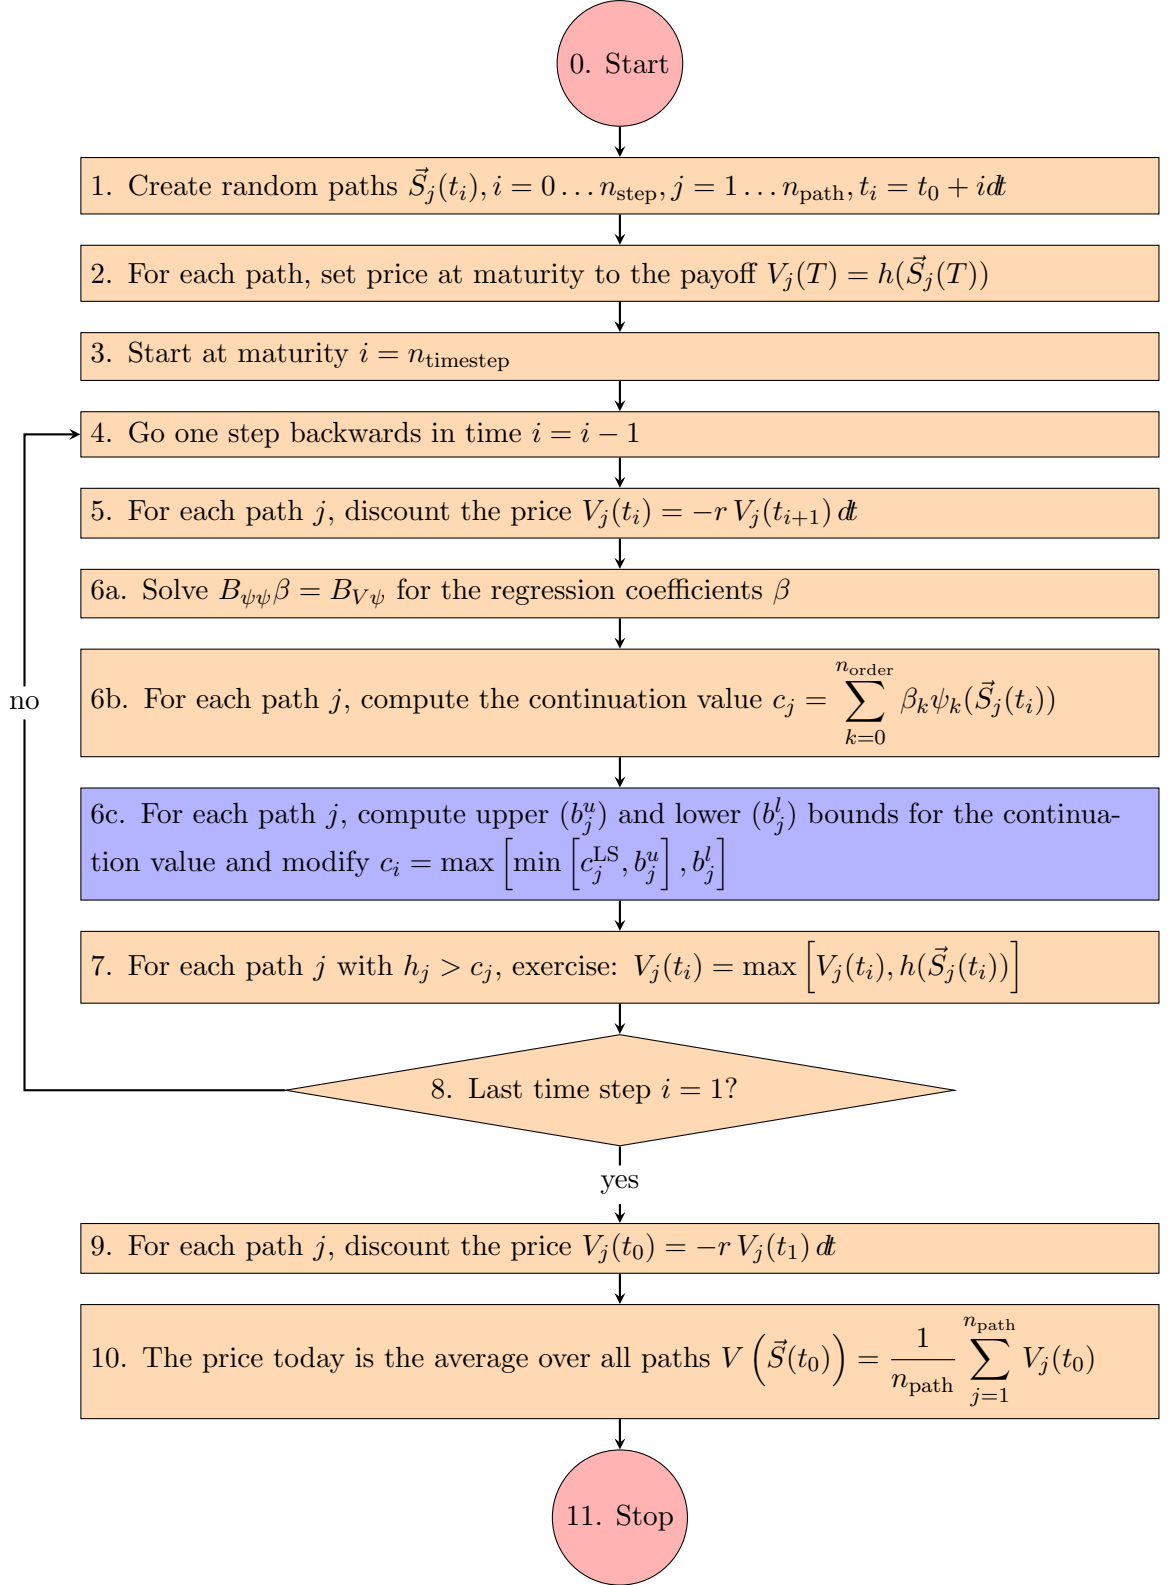 0. Start
1. Create random paths $\vec{S}_j(t_i), i = 0 \ldots n_{\text{step}}, j = 1 \ldots n_{\text{path}}, t_i = t_0 + idt$
2. For each path, set price at maturity to the payoff $V_j(T) = h(\vec{S}_j(T))$
3. Start at maturity $i = n_{\text{timestep}}$
4. Go one step backwards in time $i = i - 1$
5. For each path $j$, discount the price $V_j(t_i) = -r\, V_j(t_{i+1})\, dt$
6a. Solve $B_{\psi\psi}\beta = B_{V\psi}$ for the regression coefficients $\beta$
6b. For each path $j$, compute the continuation value $c_j = \sum_{k=0}^{n_{\text{order}}} \beta_k \psi_k(\vec{S}_j(t_i))$
no
6c. For each path $j$, compute upper $(b_j^u)$ and lower $(b_j^l)$ bounds for the continua-
tion value and modify $c_i = \max\left[\min\left[c_j^{\text{LS}}, b_j^u\right], b_j^l\right]$
7. For each path $j$ with $h_j > c_j$, exercise: $V_j(t_i) = \max\left[V_j(t_i), h(\vec{S}_j(t_i))\right]$
8. Last time step $i = 1$?
yes
9. For each path $j$, discount the price $V_j(t_0) = -r\, V_j(t_1)\, dt$
10. The price today is the average over all paths $V\left(\vec{S}(t_0)\right) = \frac{1}{n_{\text{path}}} \sum_{j=1}^{n_{\text{path}}} V_j(t_0)$
11. Stop